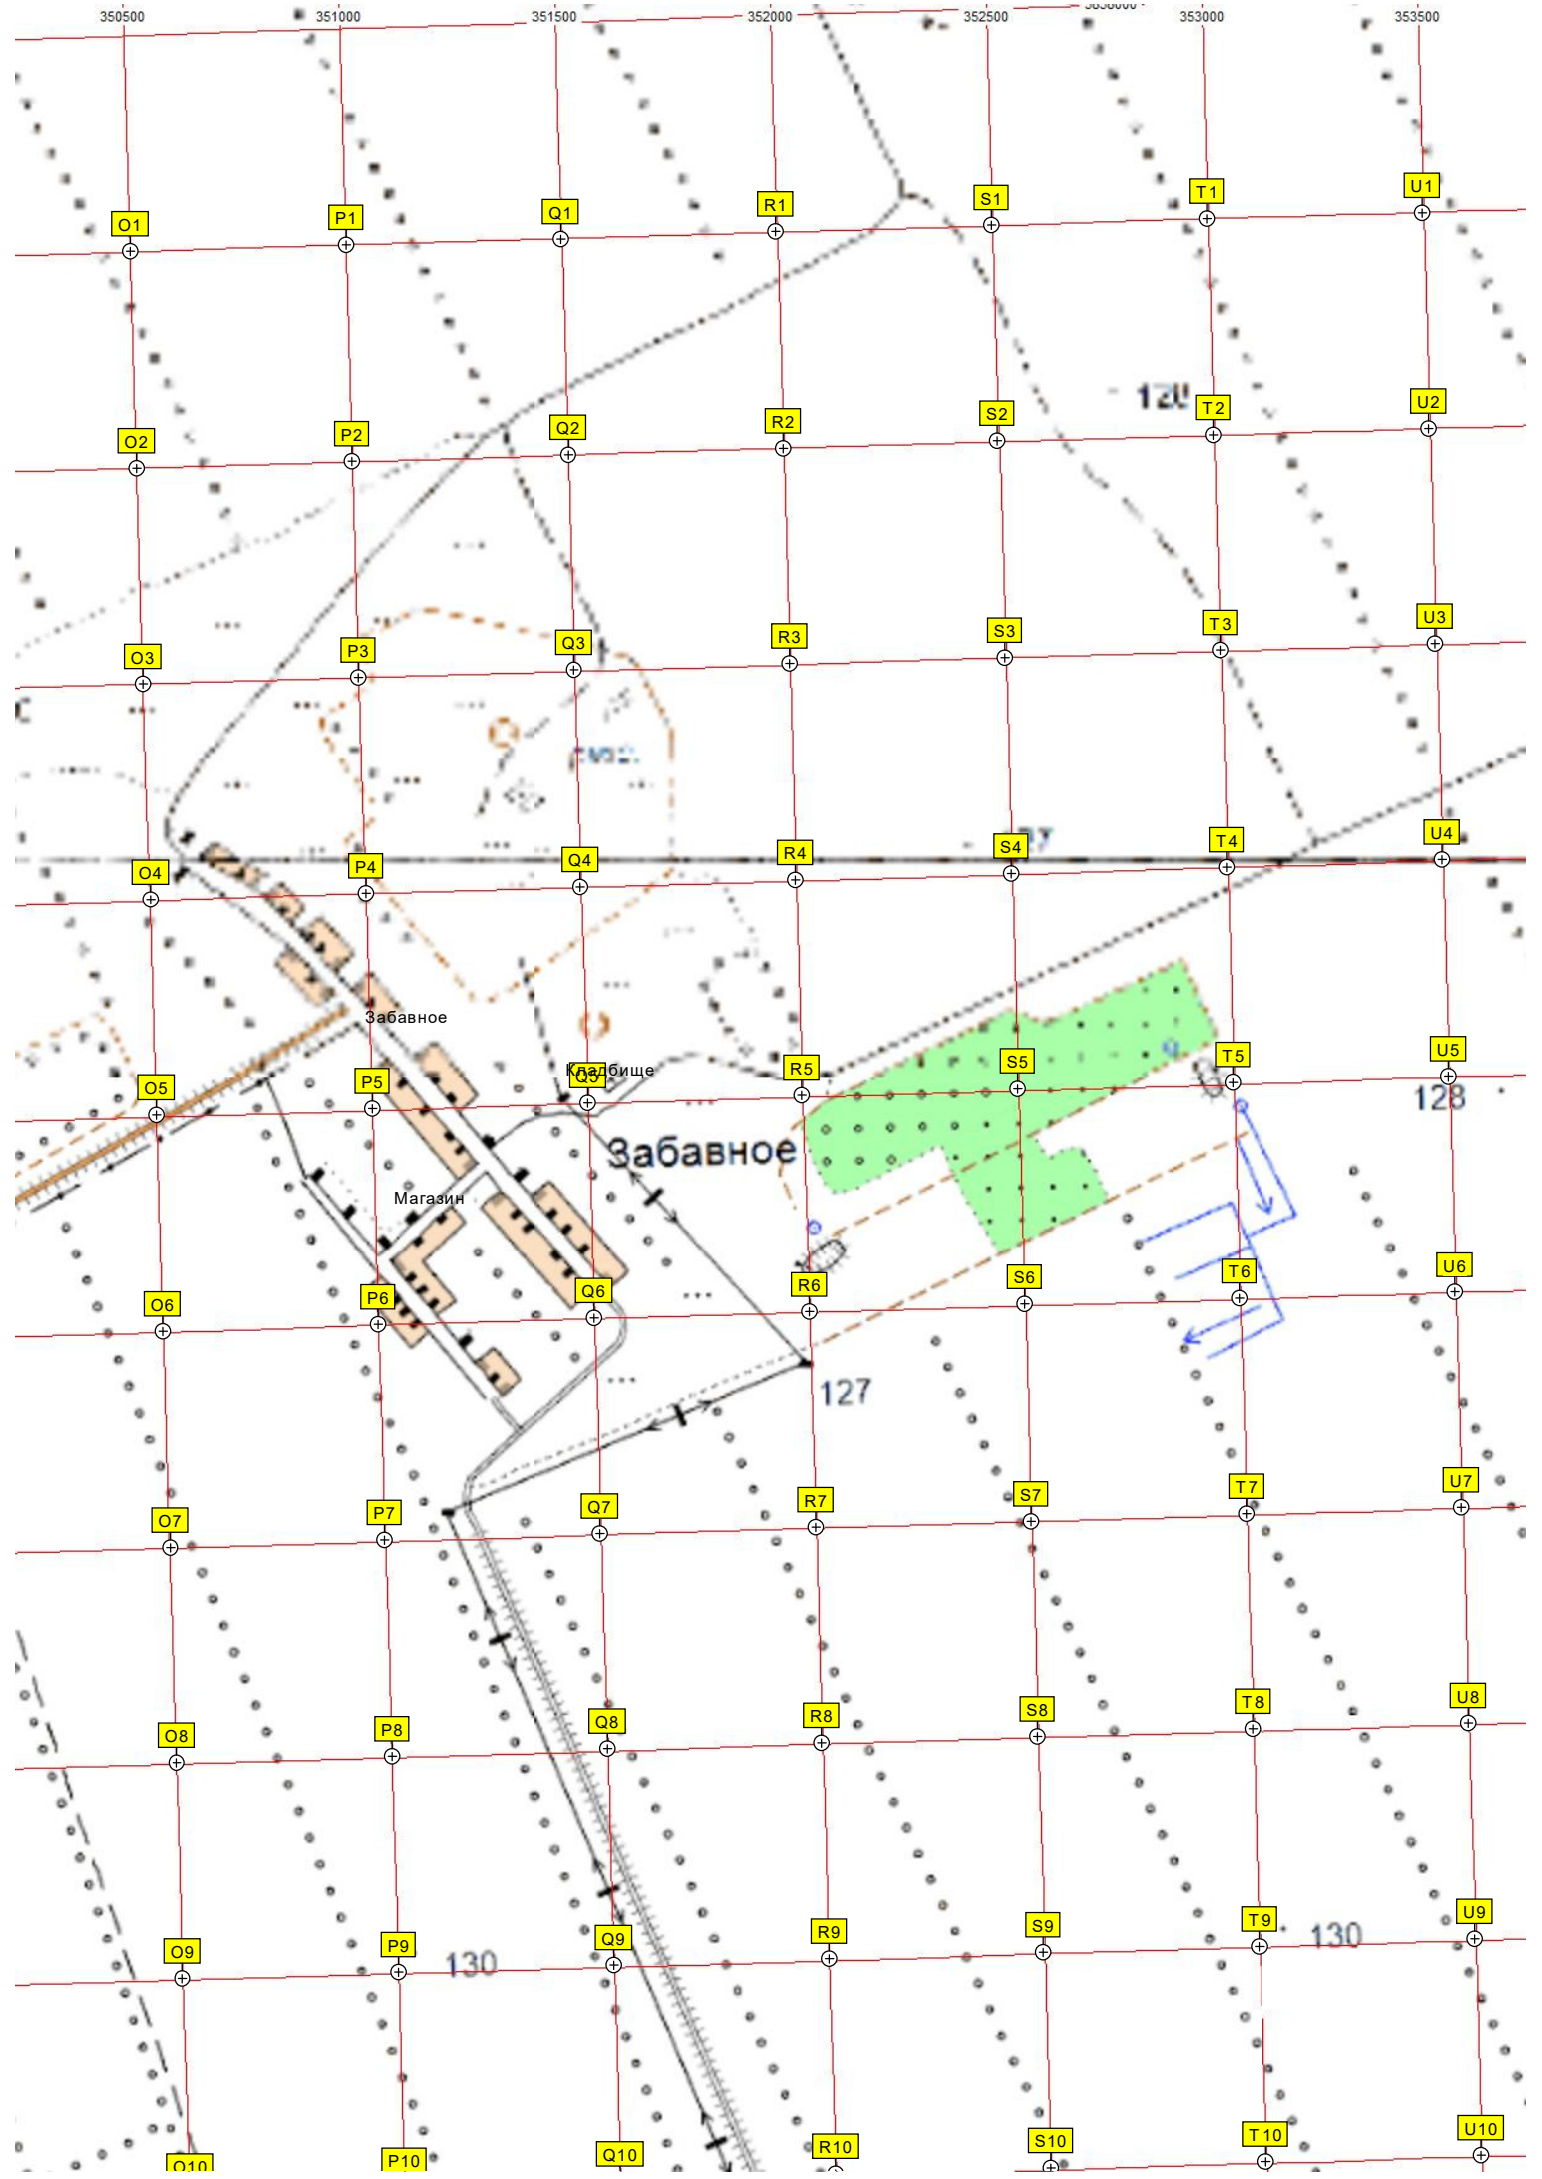 350500 351000 351500 352000 352500 353000 353500
O1 P1 Q1 R1 S1 T1 U1
O2 P2 Q2 R2 S2 T2 U2
O3 P3 Q3 R3 S3 T3 U3
O4 P4 Q4 R4 S4 T4 U4
Забавное
Кладбище
O5 P5 Q5 R5 S5 T5 U5
128
Забавное
Магазин
O6 P6 Q6 R6 S6 T6 U6
127
O7 P7 Q7 R7 S7 T7 U7
O8 P8 Q8 R8 S8 T8 U8
O9 P9 Q9 R9 S9 T9 U9
130 130
O10 P10 Q10 R10 S10 T10 U10